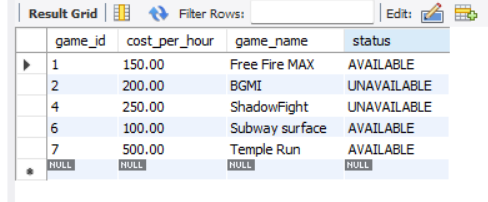 Result Grid Filter Rows: Edit:
game_id cost_per_hour game_name status
1 150.00 Free Fire MAX AVAILABLE
2 200.00 BGMI UNAVAILABLE
4 250.00 ShadowFight UNAVAILABLE
6 100.00 Subway surface AVAILABLE
7 500.00 Temple Run AVAILABLE
NULL NULL NULL NULL